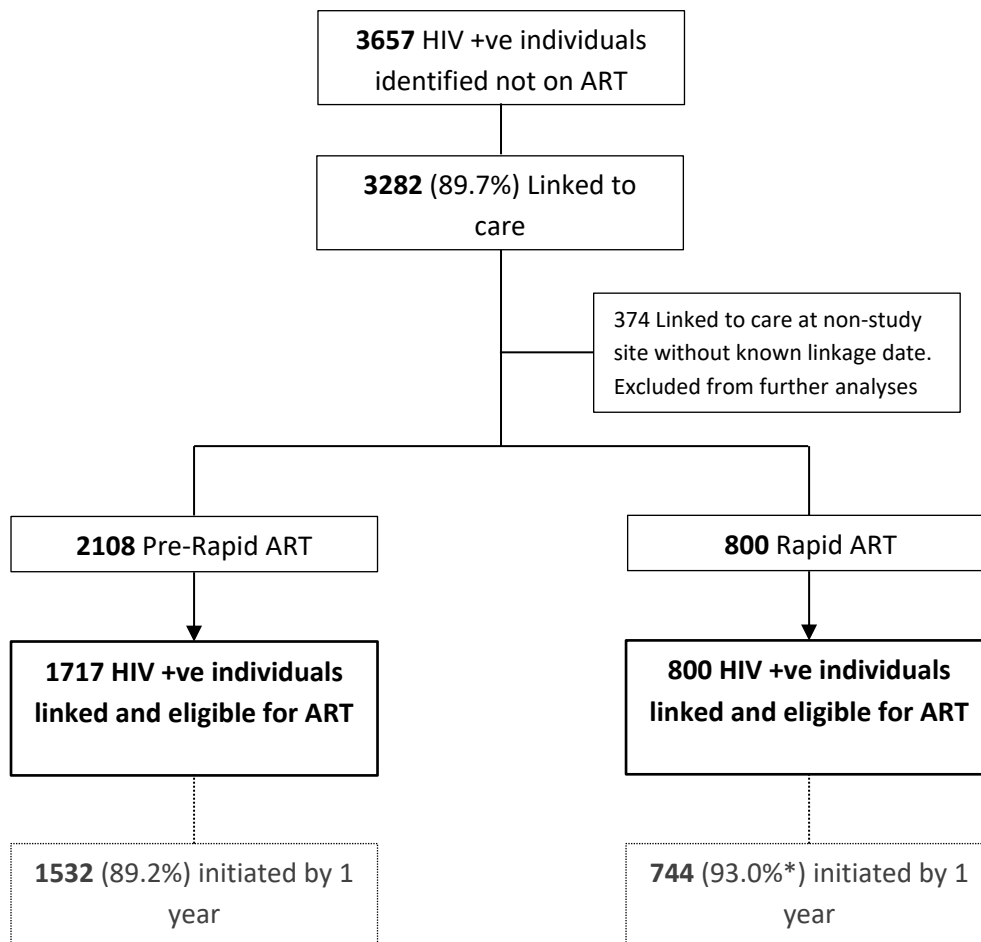 3657 HIV +ve individuals
identified not on ART
3282 (89.7%) Linked to
care
374 Linked to care at non-study
site without known linkage date.
Excluded from further analyses
2108 Pre-Rapid ART
800 Rapid ART
1717 HIV +ve individuals
linked and eligible for ART
800 HIV +ve individuals
linked and eligible for ART
1532 (89.2%) initiated by 1
year
744 (93.0%*) initiated by 1
year